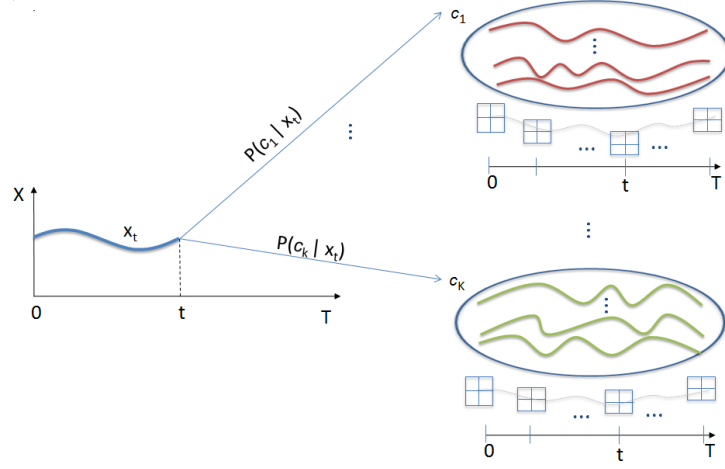 c1
P(c1 | xt)
⋮
⋮
... ...
0 t T
X
xt
0 t T
P(ck | xt)
⋮
cK
⋮
... ...
0 t T